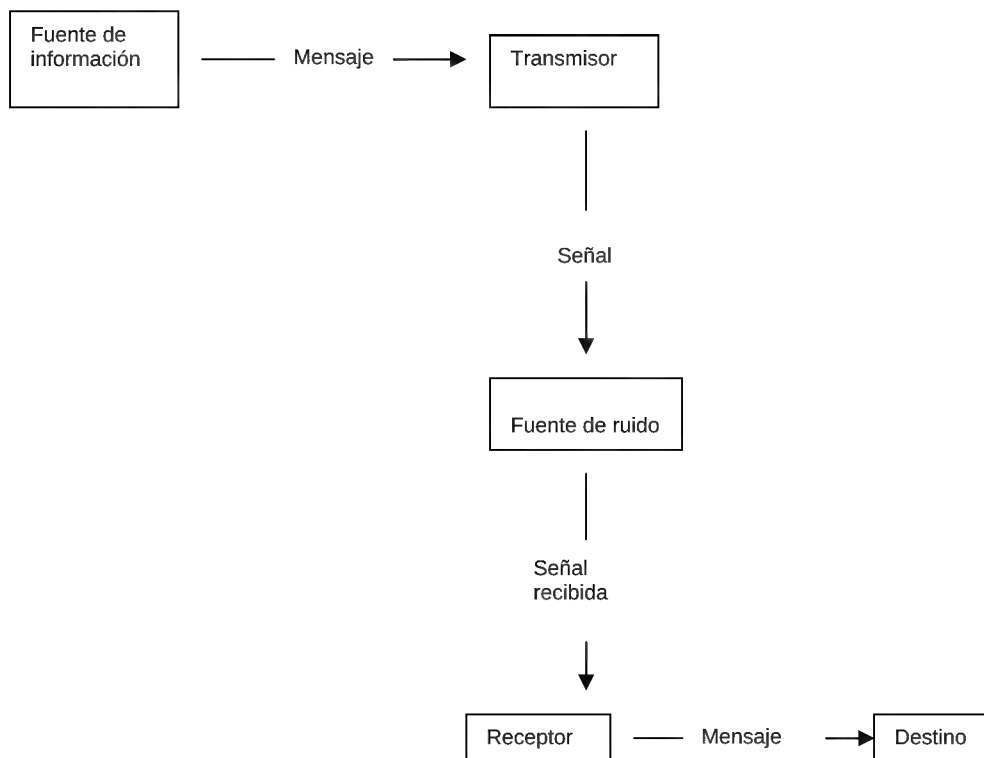 Fuente de
información
Mensaje
Transmisor
Señal
Fuente de ruido
Señal
recibida
Receptor
Mensaje
Destino